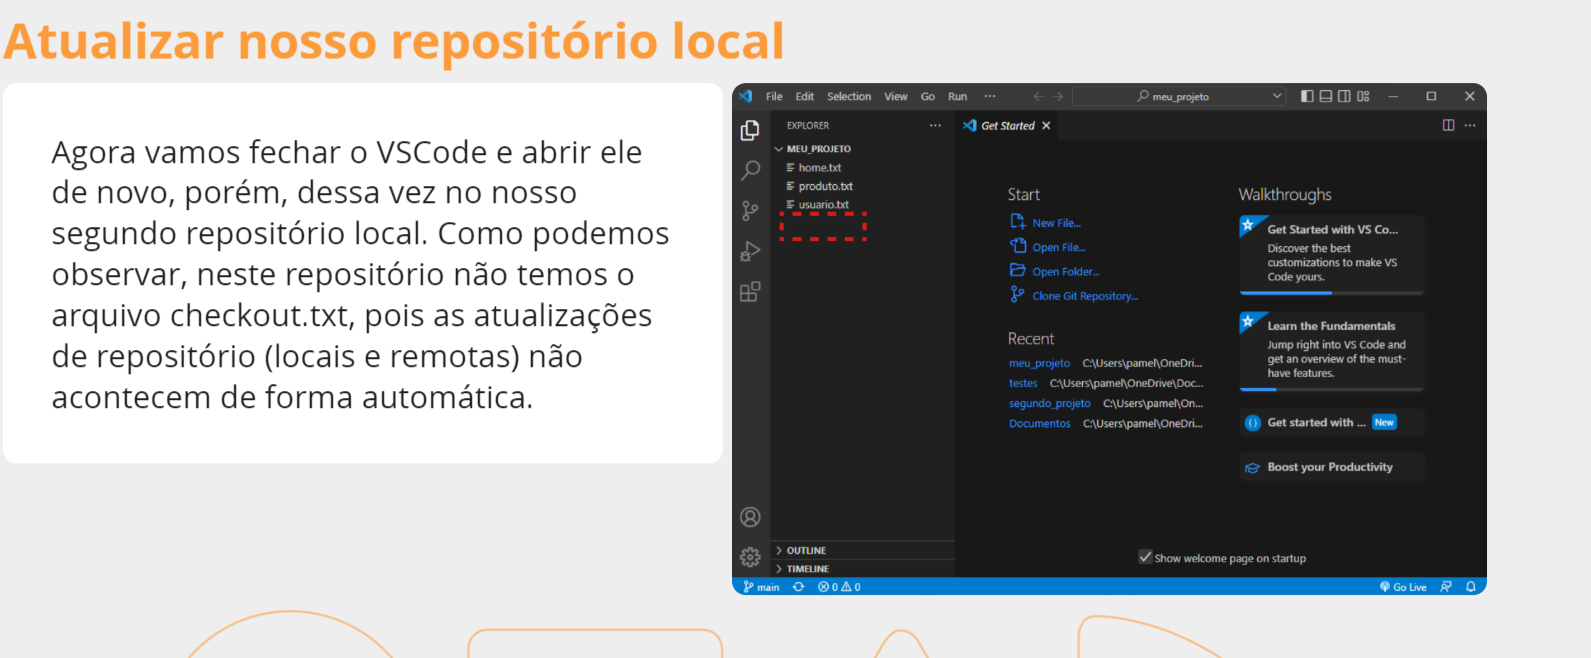 Atualizar nosso repositório local
Agora vamos fechar o VSCode e abrir ele
de novo, porém, dessa vez no nosso
segundo repositório local. Como podemos
observar, neste repositório não temos o
arquivo checkout.txt, pois as atualizações
de repositório (locais e remotas) não
acontecem de forma automática.
File Edit Selection View Go Run ···
meu_projeto
EXPLORER ···
Get Started
MEU_PROJETO
home.txt
produto.txt
usuario.txt
Start
New File...
Open File...
Open Folder...
Clone Git Repository...
Recent
meu_projeto C:\Users\pamel\OneDri...
testes C:\Users\pamel\OneDrive\Doc...
segundo_projeto C:\Users\pamel\On...
Documentos C:\Users\pamel\OneDri...
Walkthroughs
Get Started with VS Co...
Discover the best
customizations to make VS
Code yours.
Learn the Fundamentals
Jump right into VS Code and
get an overview of the must-
have features.
Get started with ... New
Boost your Productivity
OUTLINE
TIMELINE
Show welcome page on startup
main 0 0
Go Live